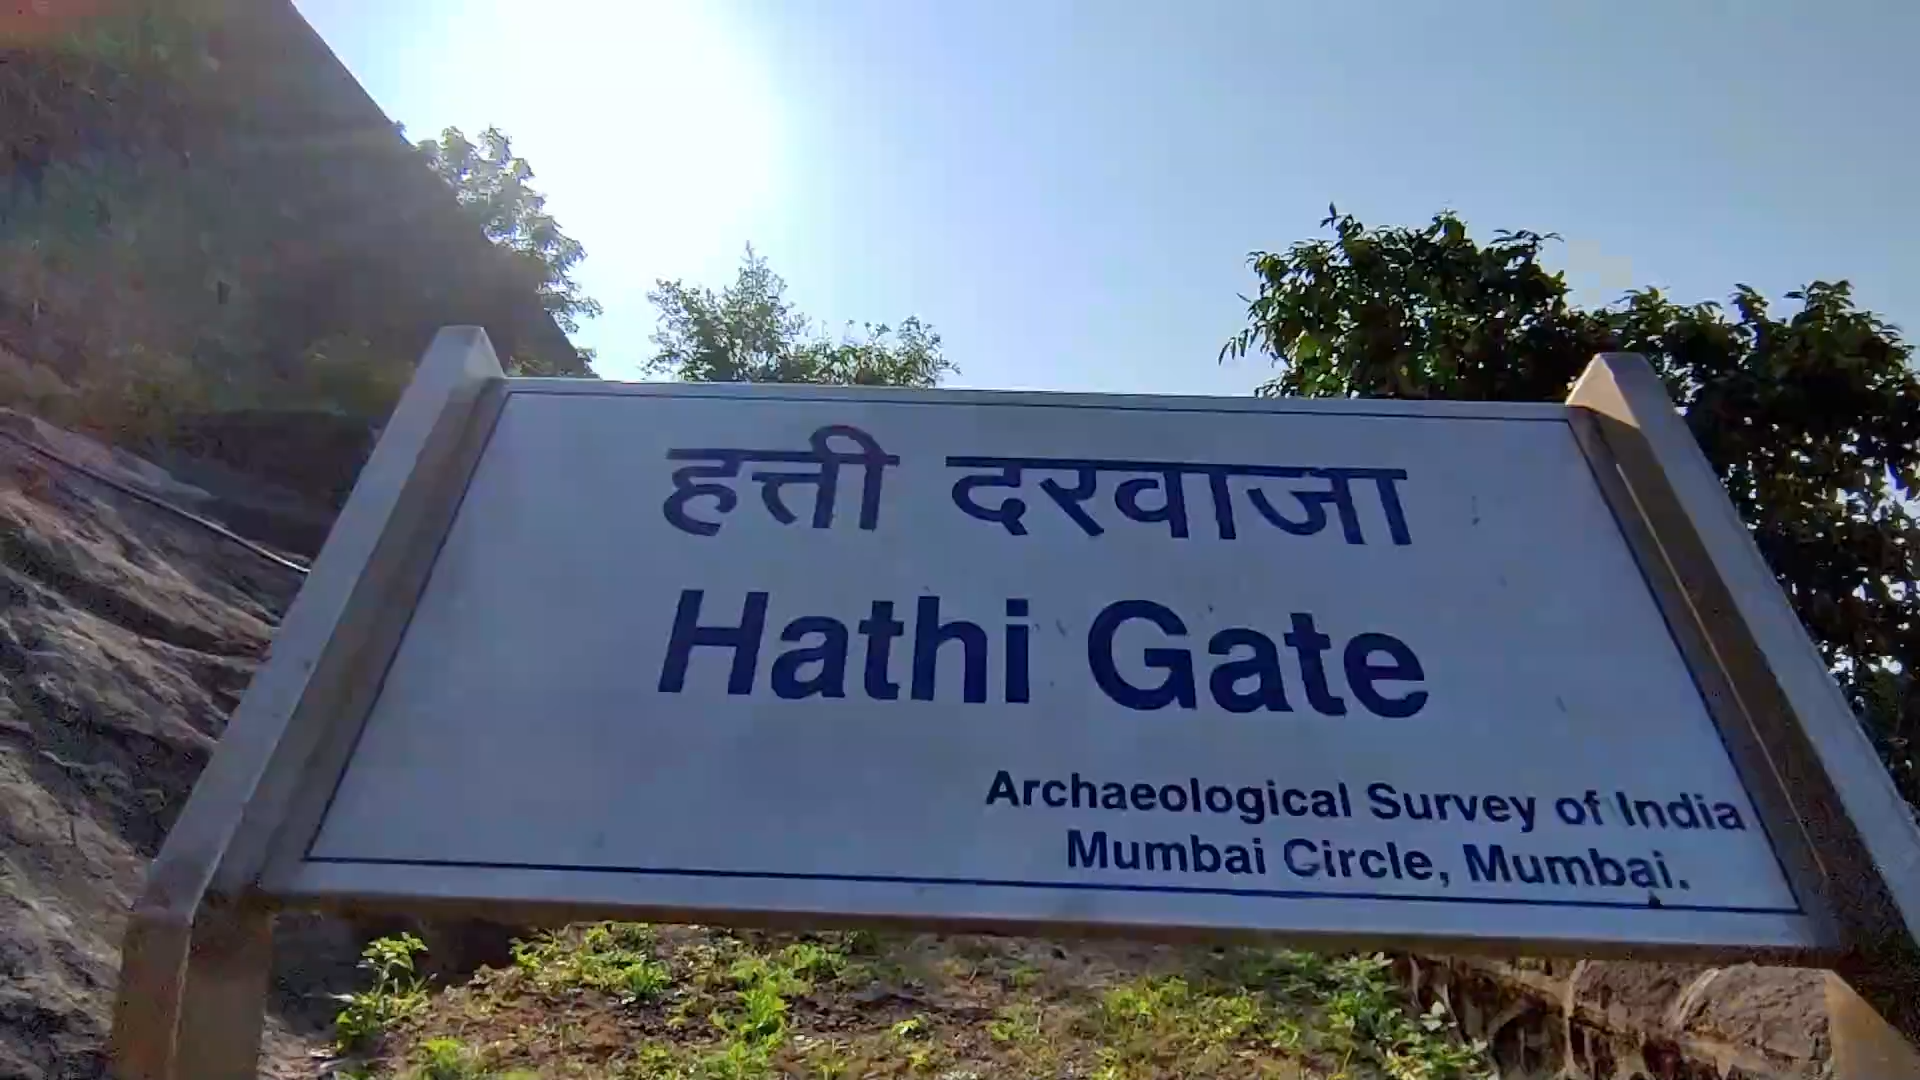 हत्ती दरवाजा
Hathi Gate
Archaeological Survey of India
Mumbai Circle, Mumbai.